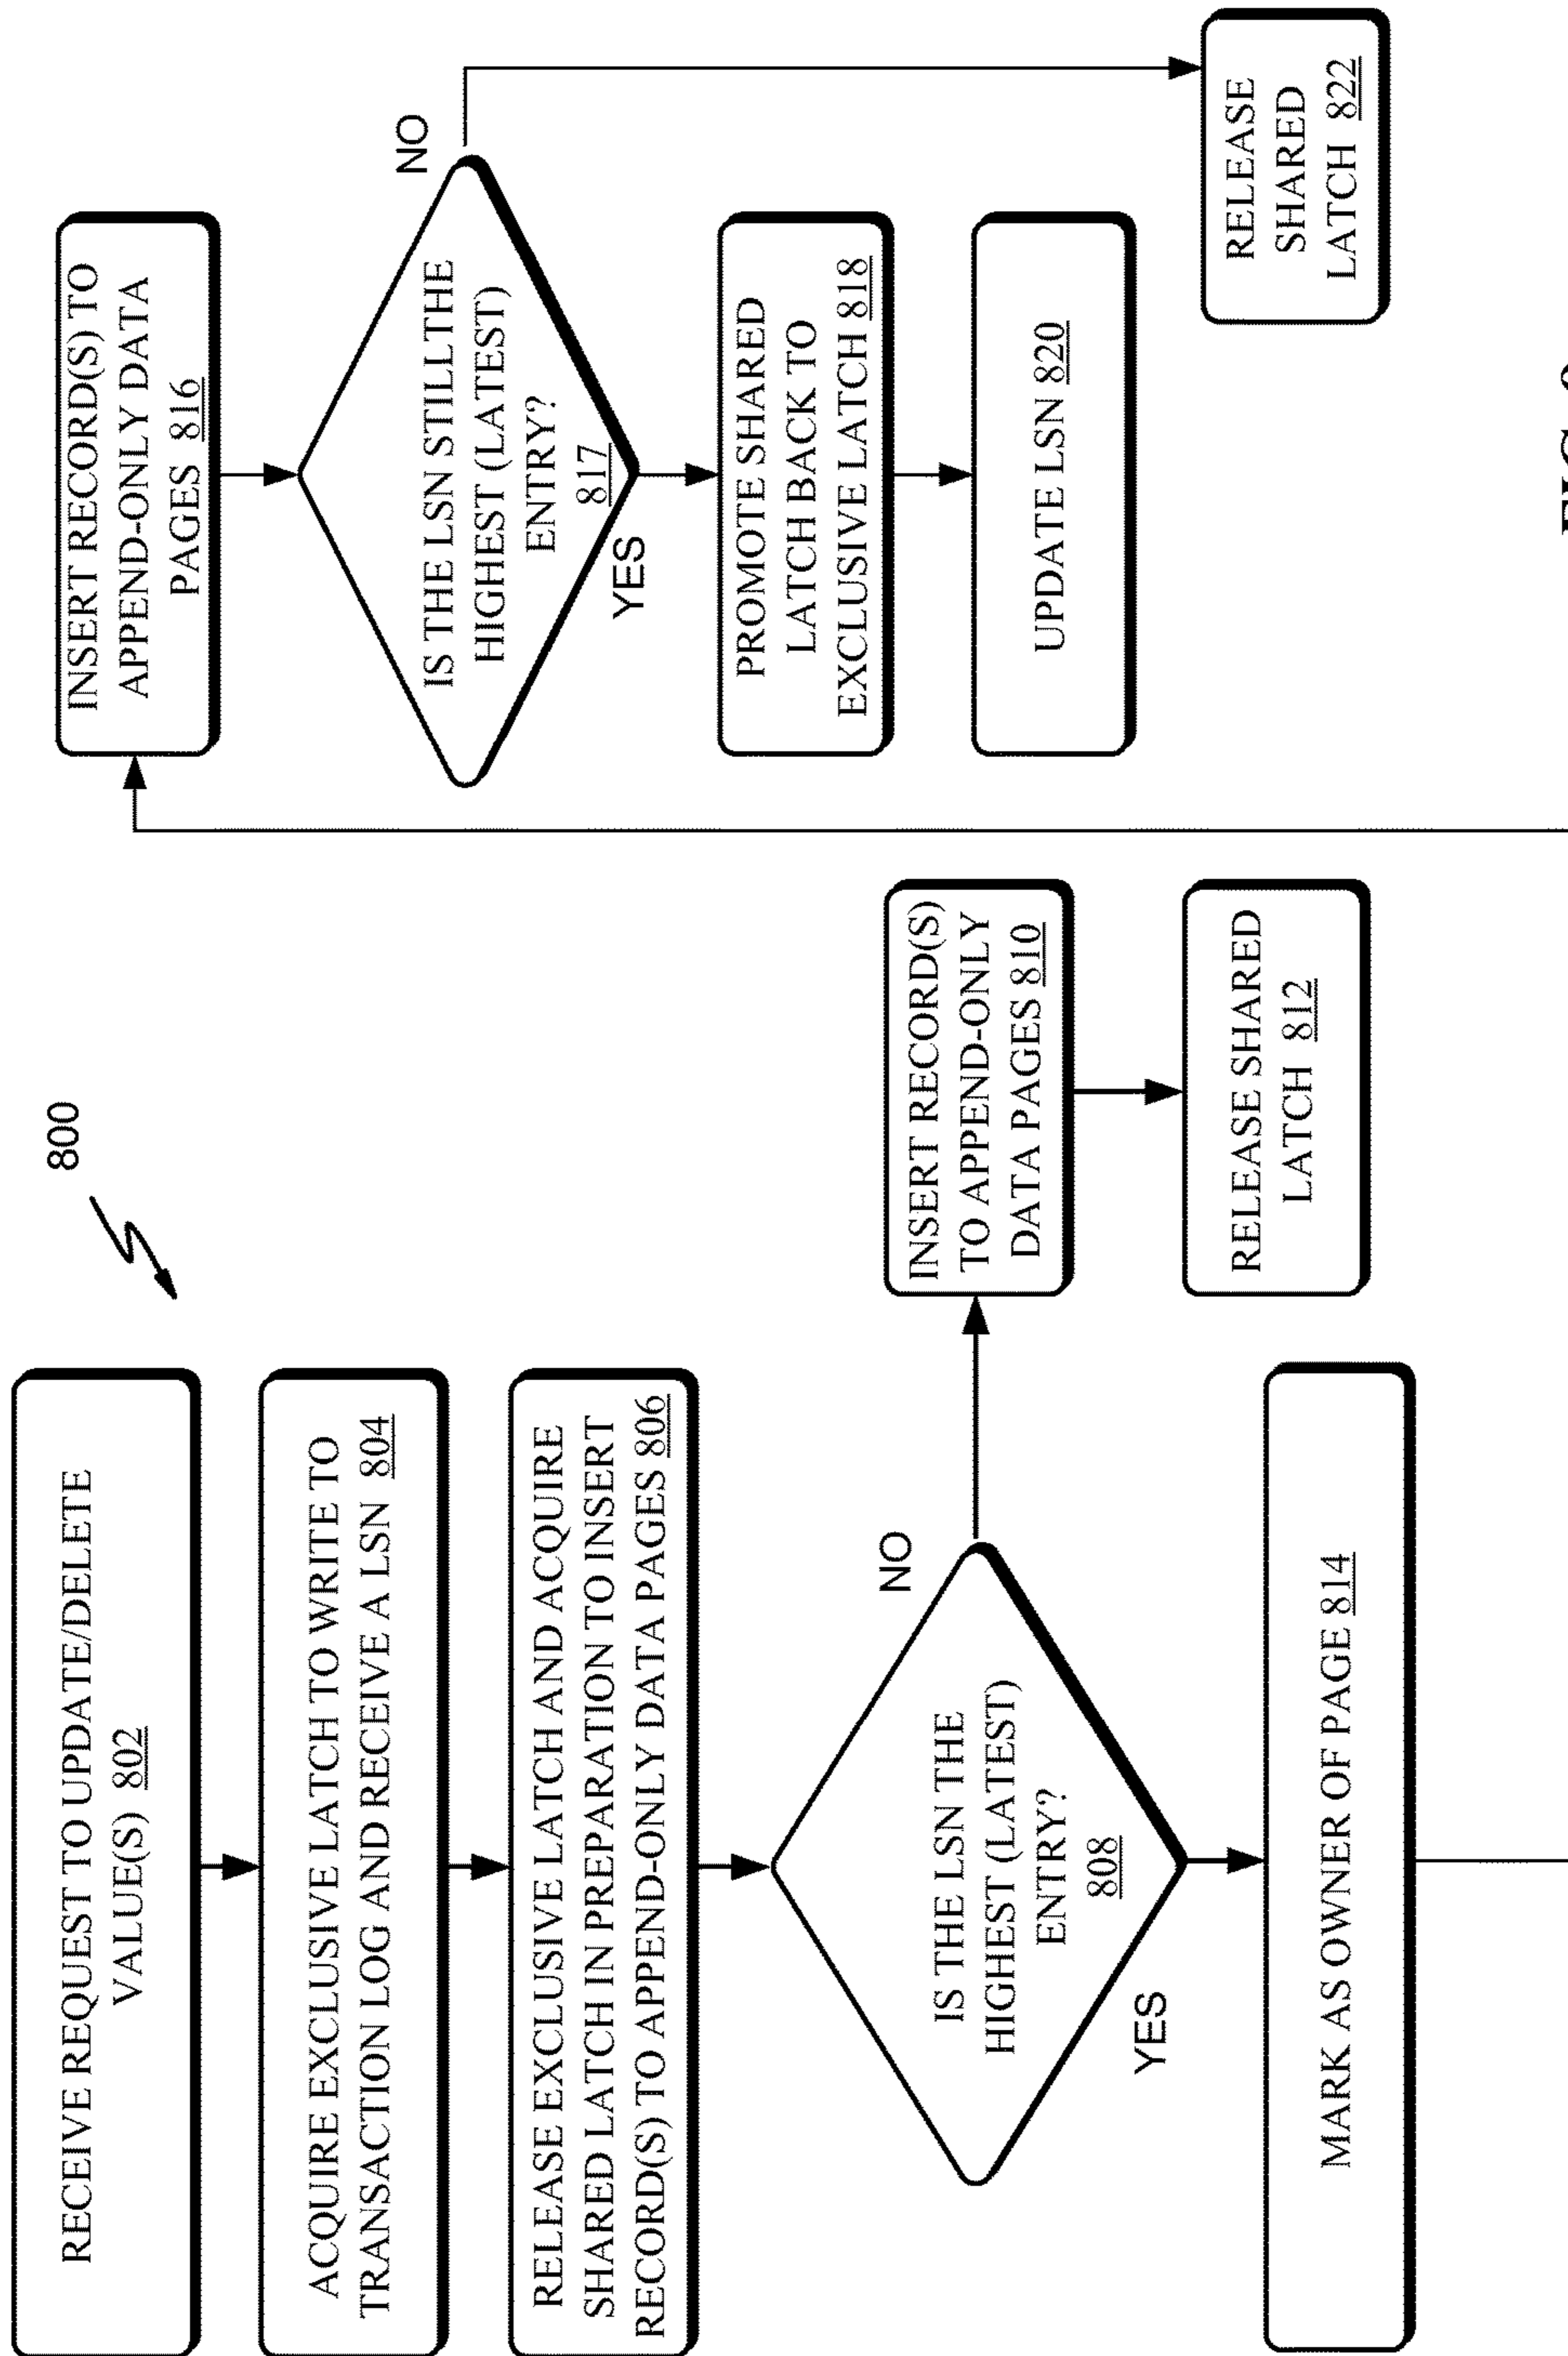 800
RECEIVE REQUEST TO UPDATE/DELETE
VALUE(S) 802
ACQUIRE EXCLUSIVE LATCH TO WRITE TO
TRANSACTION LOG AND RECEIVE A LSN 804
RELEASE EXCLUSIVE LATCH AND ACQUIRE
SHARED LATCH IN PREPARATION TO INSERT
RECORD(S) TO APPEND-ONLY DATA PAGES 806
IS THE LSN THE
HIGHEST (LATEST)
ENTRY?
808
NO
YES
INSERT RECORD(S)
TO APPEND-ONLY
DATA PAGES 810
RELEASE SHARED
LATCH 812
MARK AS OWNER OF PAGE 814
INSERT RECORD(S) TO
APPEND-ONLY DATA
PAGES 816
IS THE LSN STILLTHE
HIGHEST (LATEST)
ENTRY?
817
NO
YES
PROMOTE SHARED
LATCH BACK TO
EXCLUSIVE LATCH 818
UPDATE LSN 820
RELEASE
SHARED
LATCH 822